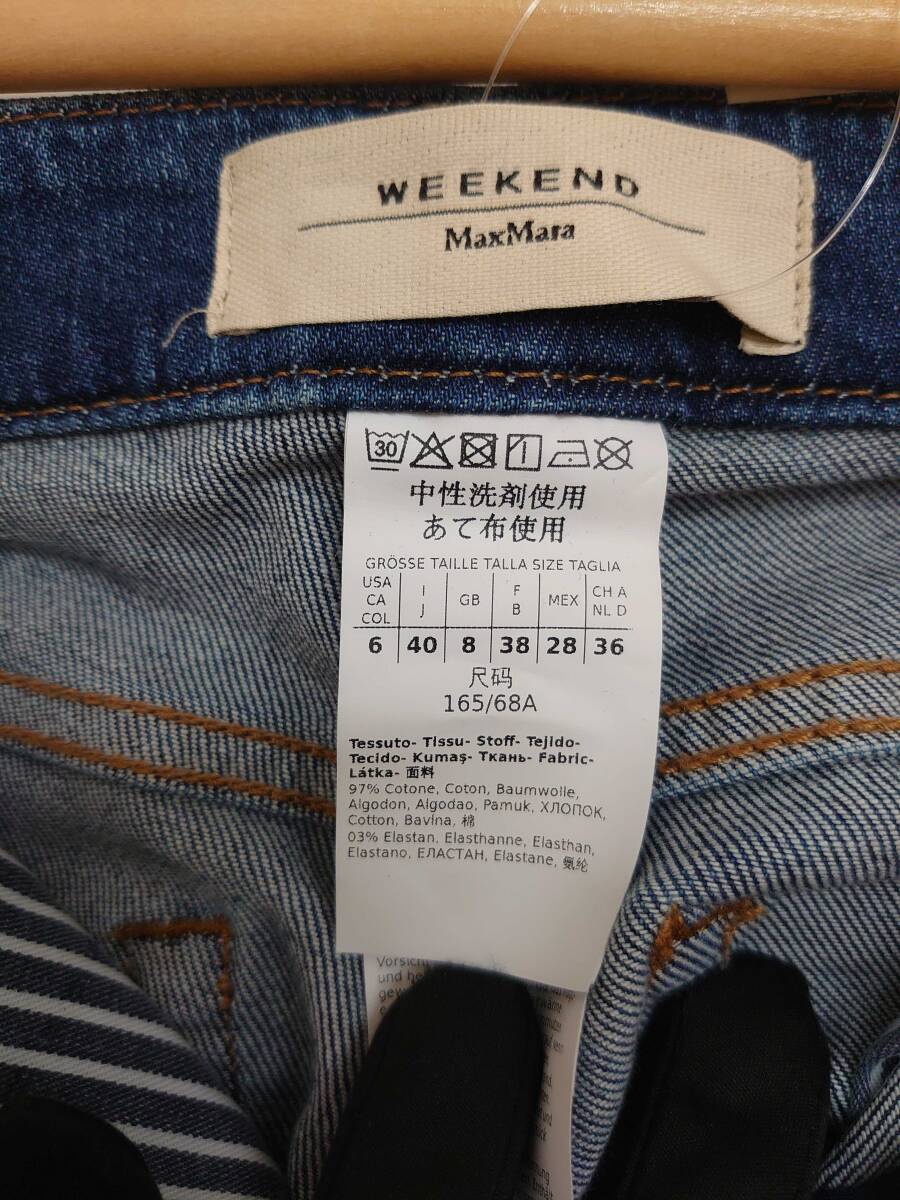 WEEKEND
MaxMara
30
中性洗剤使用
あて布使用
GRÖSSE TAILLE TALLA SIZE TAGLIA
USA CA COL I J GB F B MEX CH A NL D
6 40 8 38 28 36
尺码
165/68A
Tessuto- Tissu- Stoff- Tejido-
Tecido- Kumaş- Ткань- Fabric-
Látka- 面料
97% Cotone, Coton, Baumwolle,
Algodon, Algodao, Pamuk, ХЛОПОК,
Cotton, Bavlna, 棉
03% Elastan, Elasthanne, Elasthan,
Elastano, ЕЛАСТАН, Elastane, 氨纶
Vorsicht
und